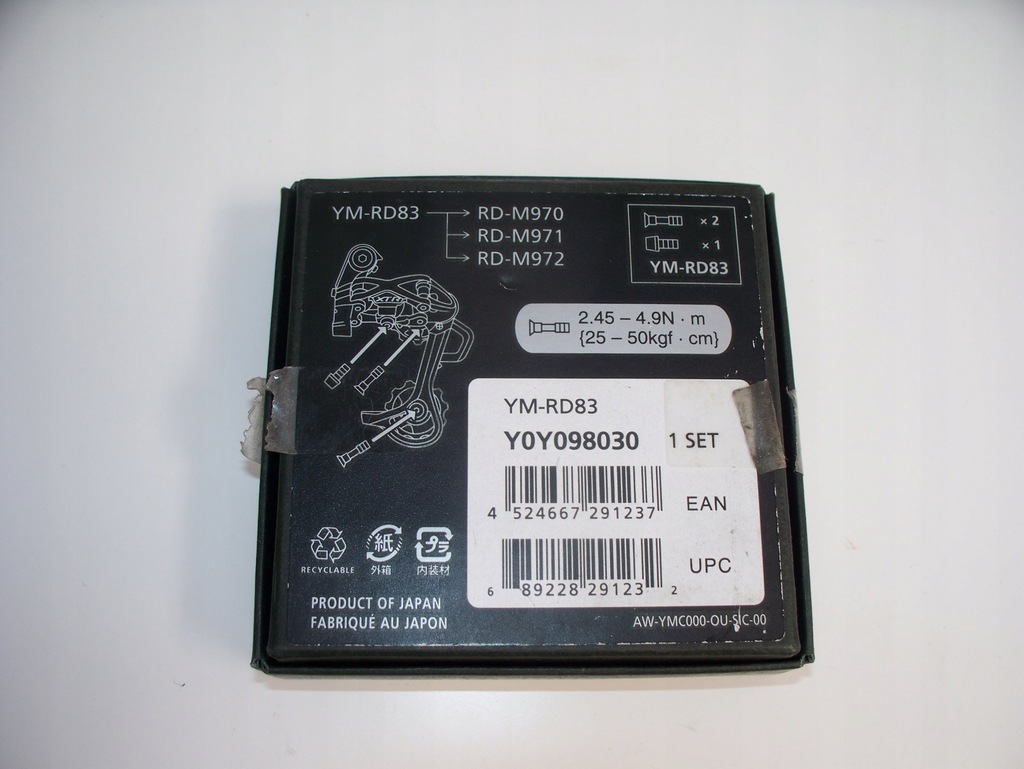 YM-RD83 → RD-M970
→ RD-M971
→ RD-M972
× 2
× 1
YM-RD83
XTR
2.45 – 4.9N · m
{25 – 50kgf · cm}
YM-RD83
Y0Y098030 1 SET
4 524667 291237 EAN
6 89228 29123 2 UPC
紙 プラ
RECYCLABLE 外箱 内装材
PRODUCT OF JAPAN
FABRIQUÉ AU JAPON
AW-YMC000-OU-SIC-00